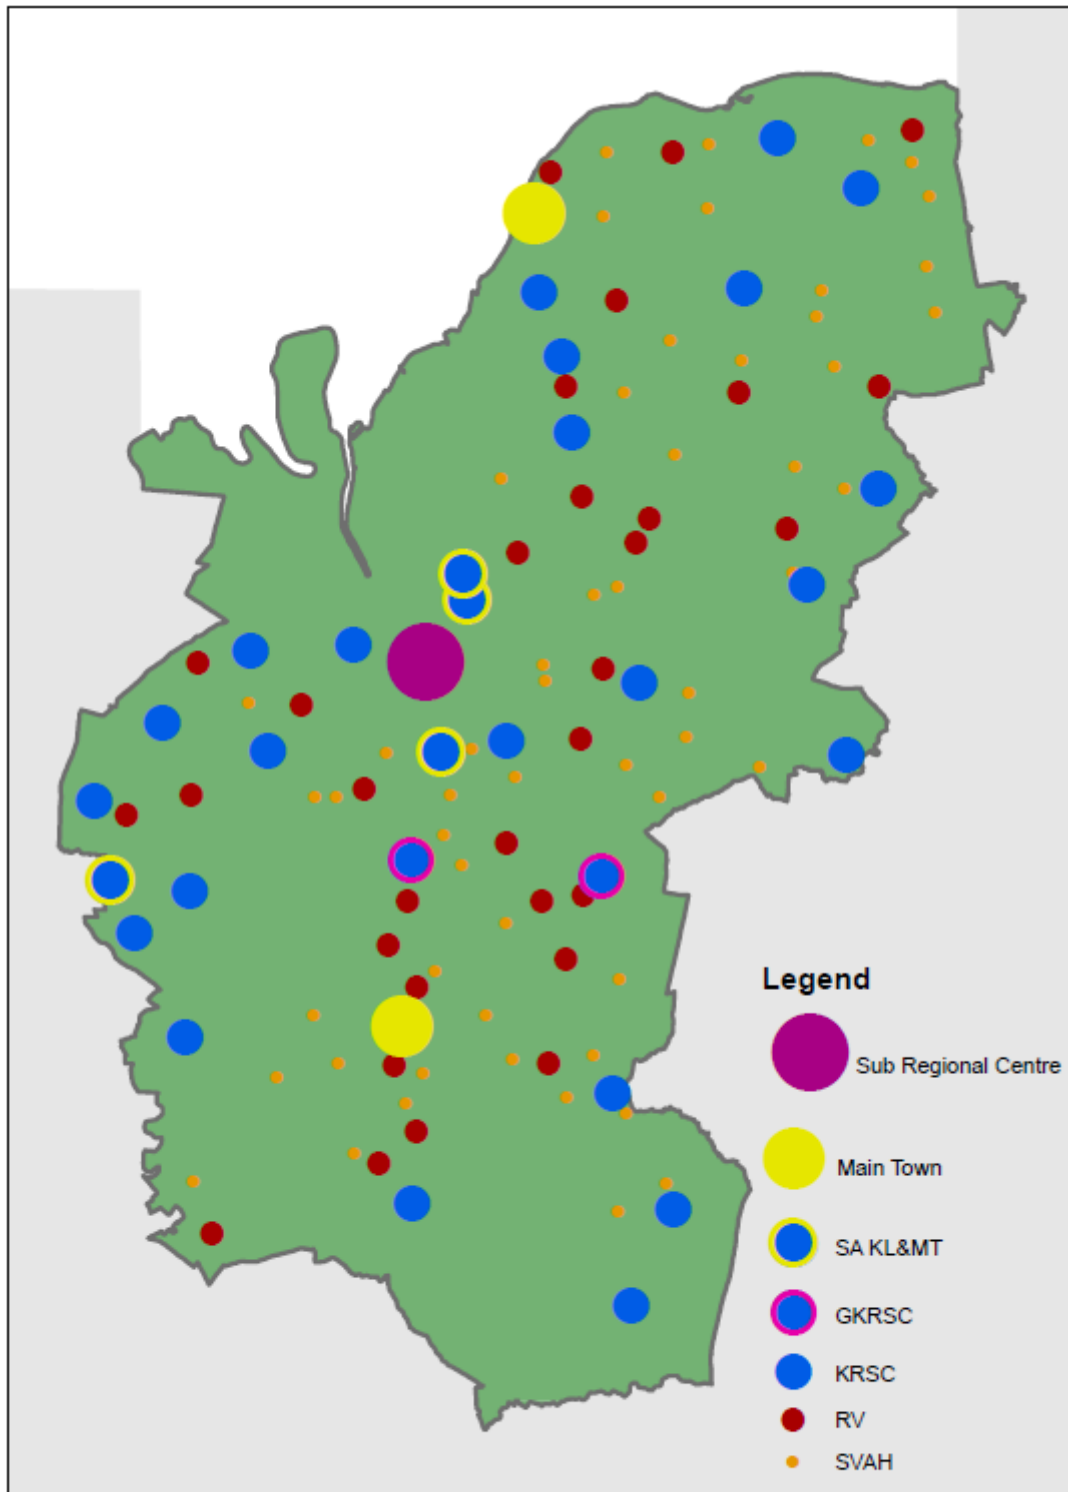 Legend
Sub Regional Centre
Main Town
SA KL&MT
GKRSC
KRSC
RV
SVAH